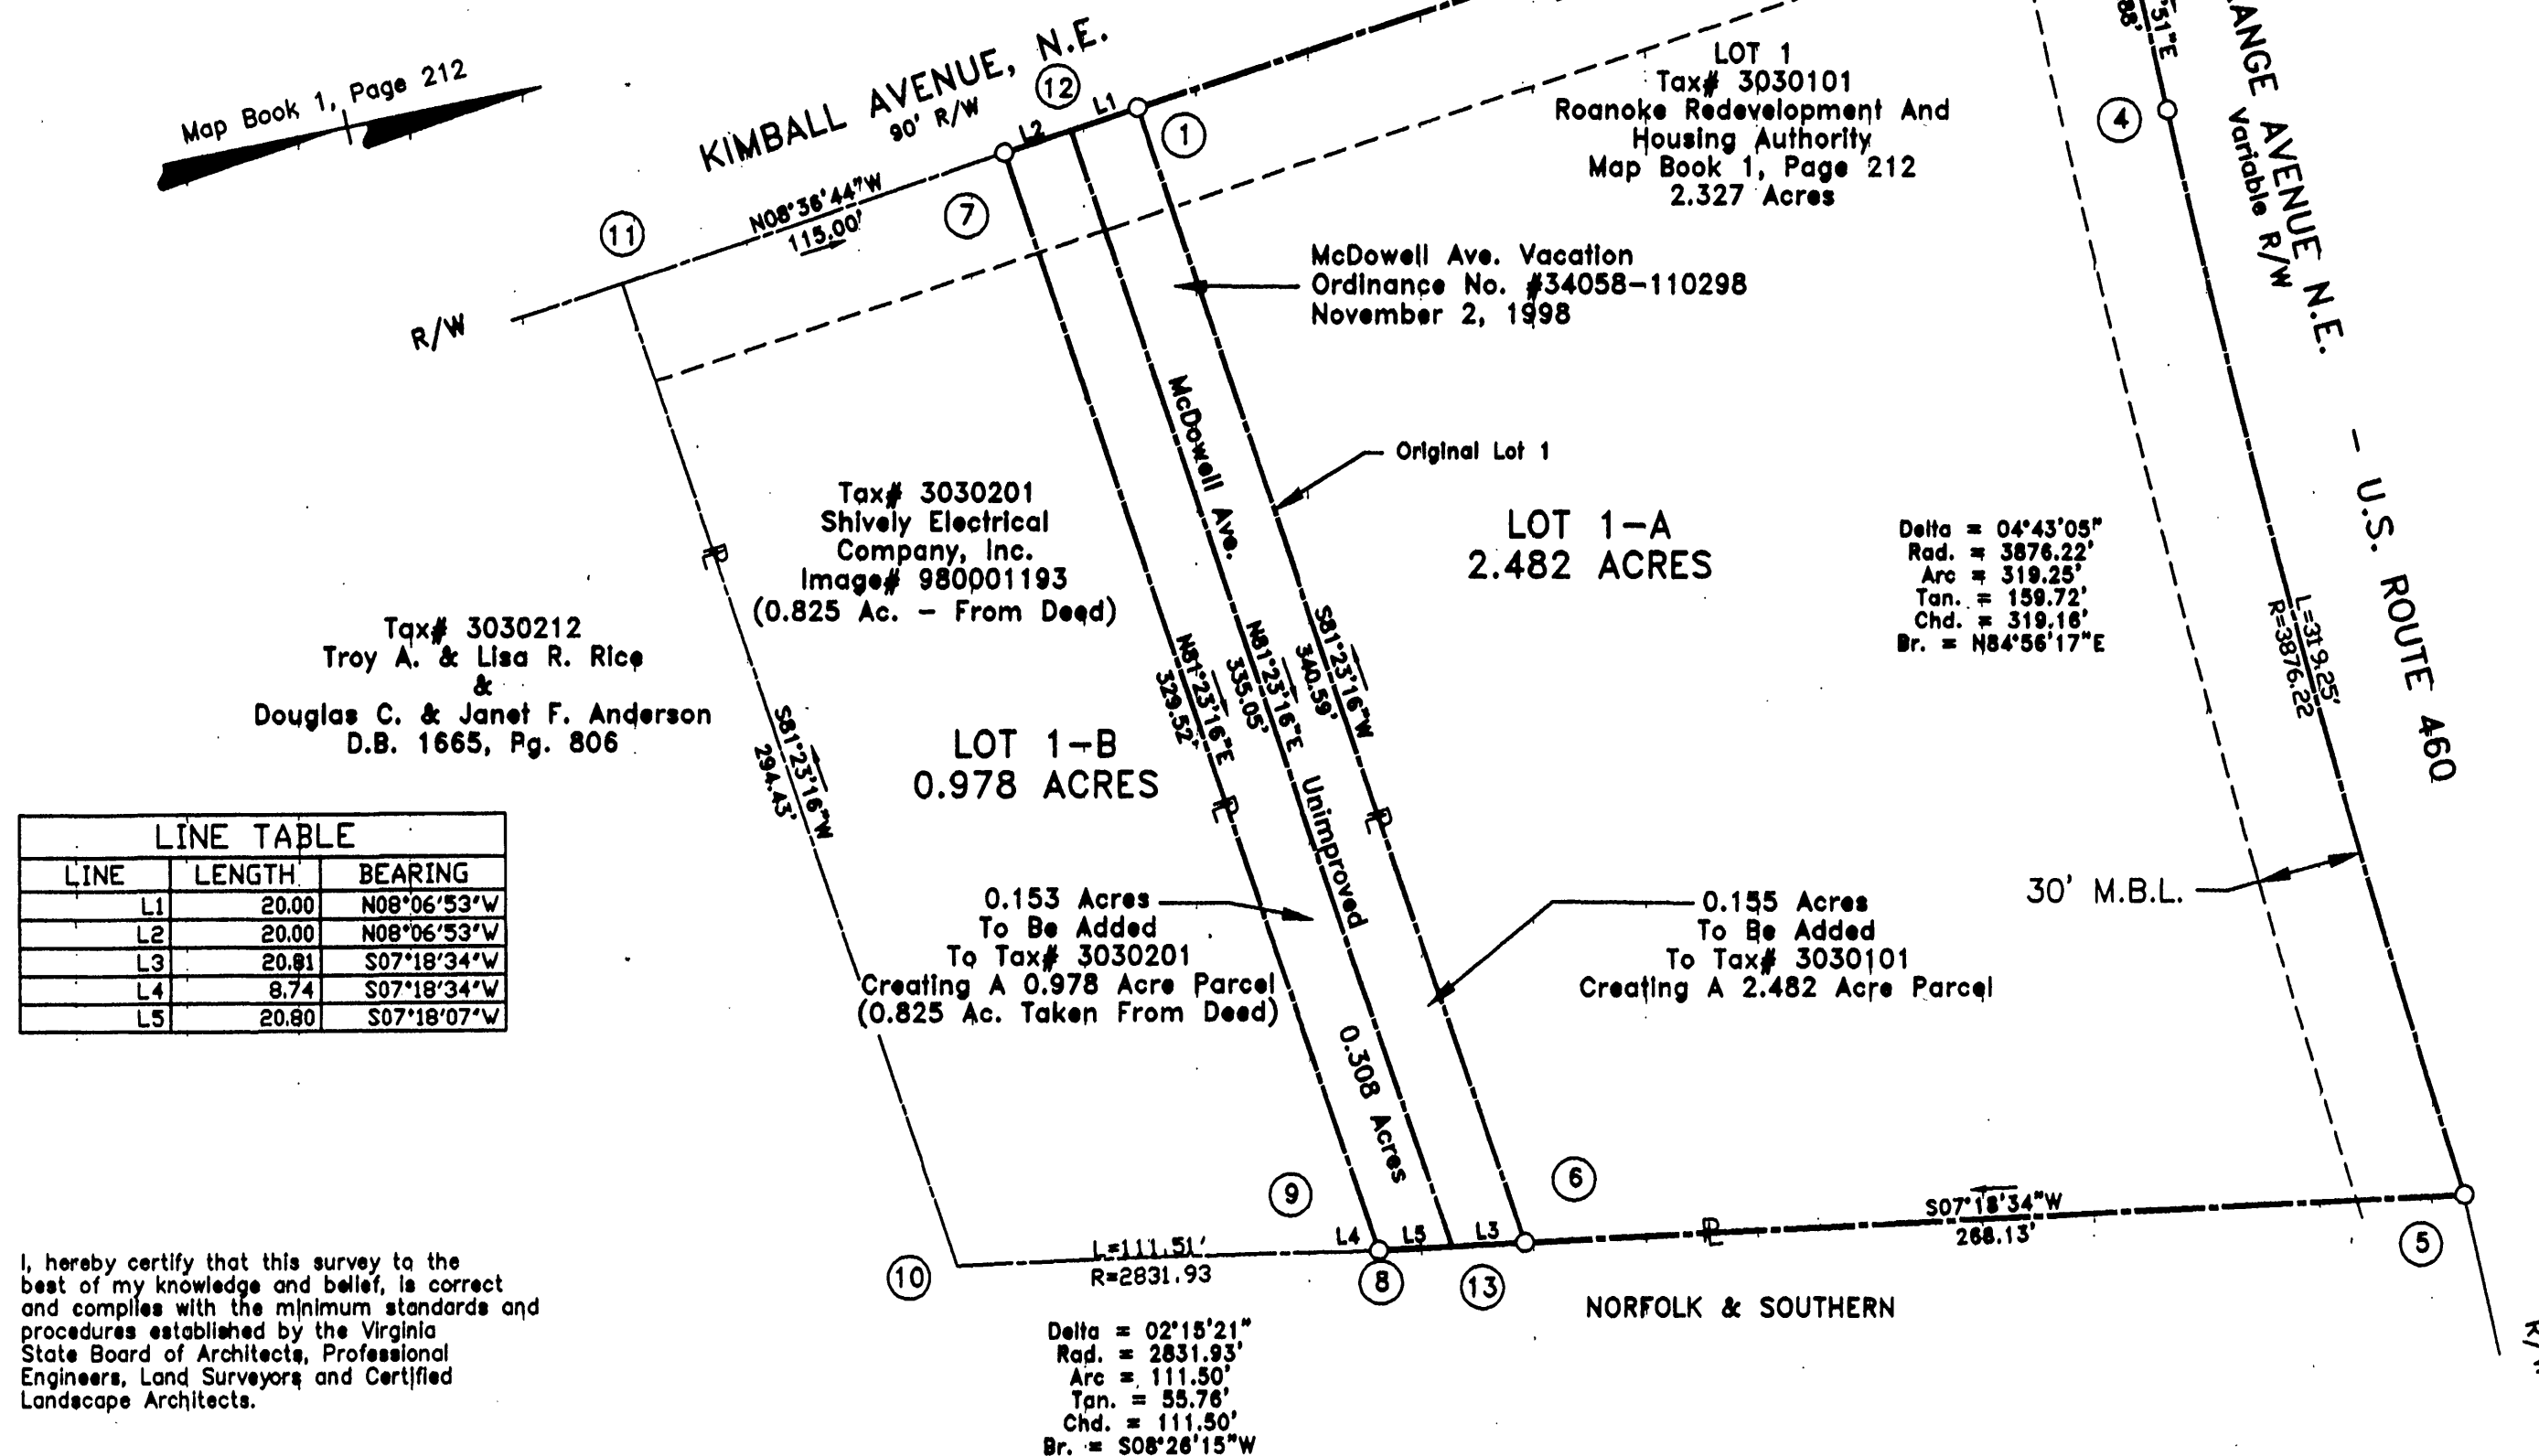 Map Book 1, Page 212
KIMBALL AVENUE, N.E.
90' R/W
12
L1
L2
1
7
11
N08°36'44"W
115.00'
R/W
LOT 1
Tax# 3030101
Roanoke Redevelopment And
Housing Authority
Map Book 1, Page 212
2.327 Acres
'51"E
88'
4
ANGE AVENUE N.E. - U.S. ROUTE 460
Variable R/W
McDowell Ave. Vacation
Ordinance No. #34058-110298
November 2, 1998
McDowell Ave.
Original Lot 1
Tax# 3030201
Shively Electrical
Company, Inc.
Image# 980001193
(0.825 Ac. - From Deed)
LOT 1-A
2.482 ACRES
Delta = 04°43'05"
Rad. = 3876.22'
Arc = 319.25'
Tan. = 159.72'
Chd. = 319.16'
Br. = N84°56'17"E
L=319.25'
R=3876.22
Tax# 3030212
Troy A. & Lisa R. Rice
&
Douglas C. & Janet F. Anderson
D.B. 1665, Pg. 806
S81°23'16"W
294.43'
LOT 1-B
0.978 ACRES
N81°23'16"E
329.52'
N81°23'16"E
335.05'
S81°23'16"W
340.59'
Unimproved
LINE TABLE
LINE LENGTH BEARING
L1 20.00 N08°06'53"W
L2 20.00 N08°06'53"W
L3 20.81 S07°18'34"W
L4 8.74 S07°18'34"W
L5 20.80 S07°18'07"W
0.153 Acres
To Be Added
To Tax# 3030201
Creating A 0.978 Acre Parcel
(0.825 Ac. Taken From Deed)
0.155 Acres
To Be Added
To Tax# 3030101
Creating A 2.482 Acre Parcel
30' M.B.L.
0.308 Acres
9
6
L4
L5
L3
S07°18'34"W
268.13'
5
10
L=111.51'
R=2831.93
8
13
NORFOLK & SOUTHERN
Delta = 02°15'21"
Rad. = 2831.93'
Arc = 111.50'
Tan. = 55.76'
Chd. = 111.50'
Br. = S08°26'15"W
I, hereby certify that this survey to the
best of my knowledge and belief, is correct
and complies with the minimum standards and
procedures established by the Virginia
State Board of Architects, Professional
Engineers, Land Surveyors and Certified
Landscape Architects.